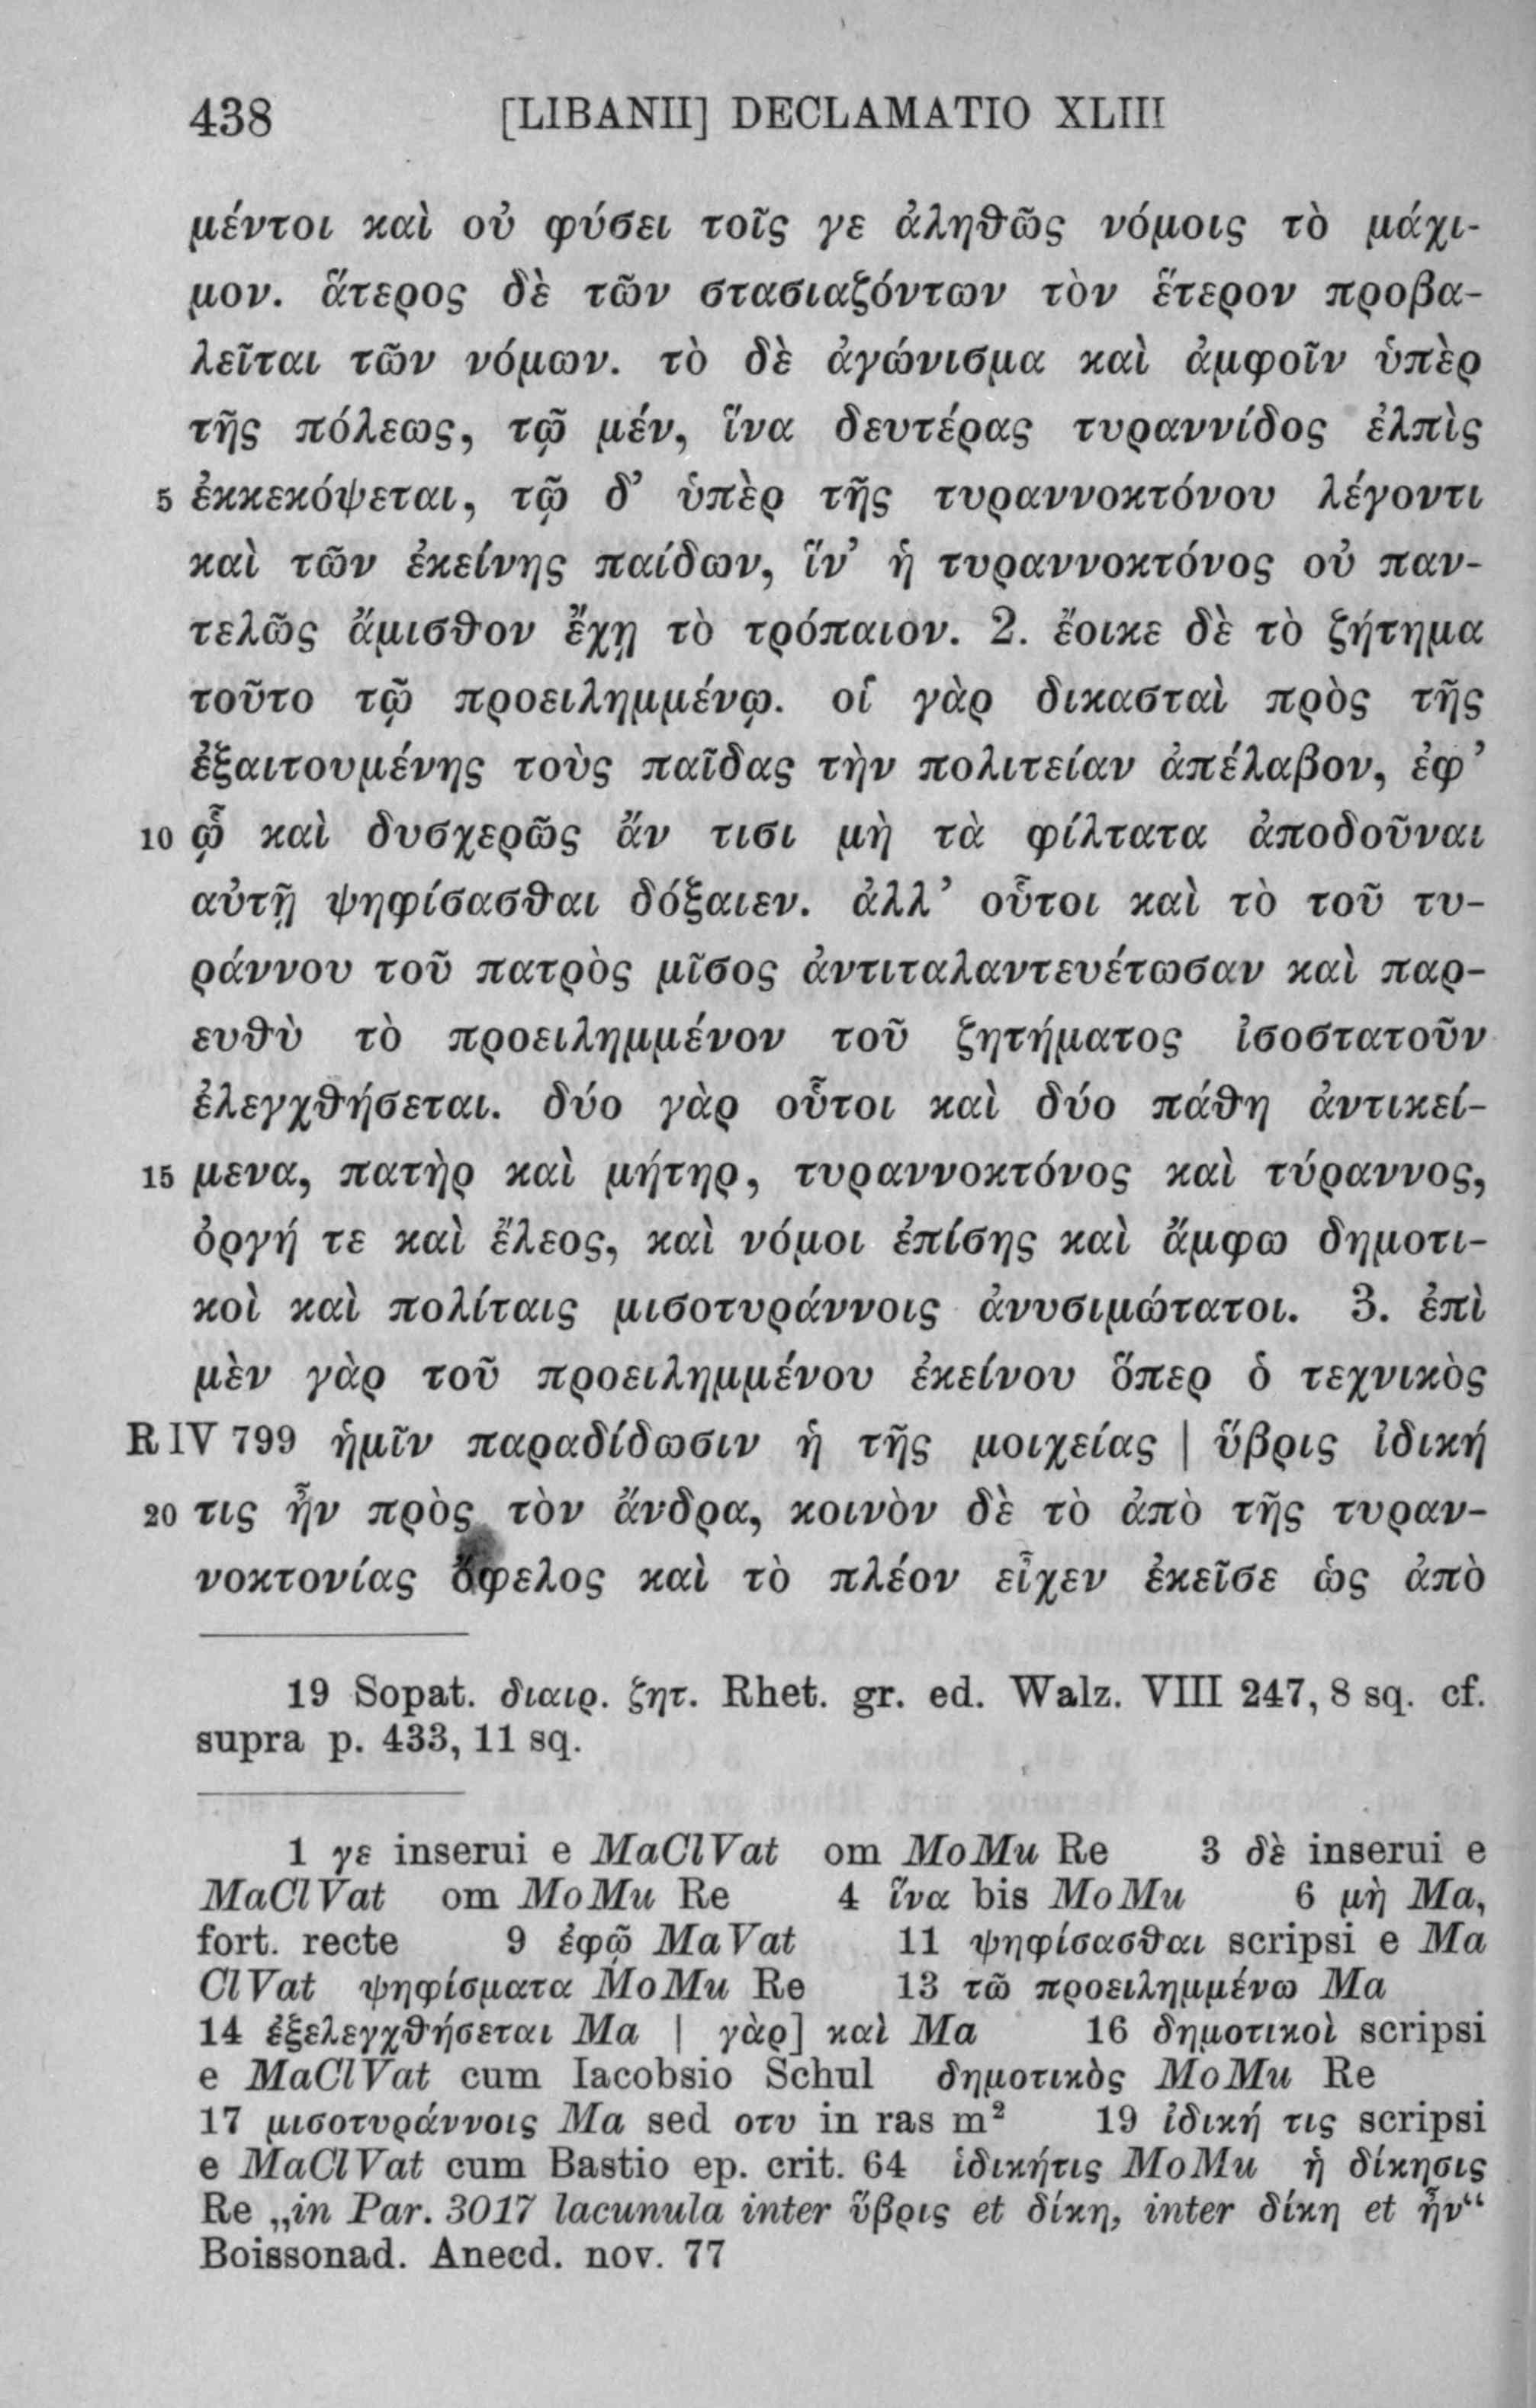 438 [LIBANII] DECLAMATIO XLIII
μέντοι καὶ οὐ φύσει τοῖς γε ἀληθῶς νόμοις τὸ μάχι-
μον. ἅτερος δὲ τῶν στασιαζόντων τὸν ἕτερον προβα-
λεῖται τῶν νόμων. τὸ δὲ ἀγώνισμα καὶ ἀμφοῖν ὑπὲρ
τῆς πόλεως, τῷ μέν, ἵνα δευτέρας τυραννίδος ἐλπὶς
5 ἐκκεκόψεται, τῷ δ’ ὑπὲρ τῆς τυραννοκτόνου λέγοντι
καὶ τῶν ἐκείνης παίδων, ἵν’ ἡ τυραννοκτόνος οὐ παν-
τελῶς ἄμισθον ἔχῃ τὸ τρόπαιον. 2. ἔοικε δὲ τὸ ζήτημα
τοῦτο τῷ προειλημμένῳ. οἱ γὰρ δικασταὶ πρὸς τῆς
ἐξαιτουμένης τοὺς παῖδας τὴν πολιτείαν ἀπέλαβον, ἐφ’
10 ᾧ καὶ δυσχερῶς ἄν τισι μὴ τὰ φίλτατα ἀποδοῦναι
αὐτῇ ψηφίσασθαι δόξαιεν. ἀλλ’ οὗτοι καὶ τὸ τοῦ τυ-
ράννου τοῦ πατρὸς μῖσος ἀντιταλαντευέτωσαν καὶ παρ-
ευθὺ τὸ προειλημμένον τοῦ ζητήματος ἰσοστατοῦν
ἐλεγχθήσεται. δύο γὰρ οὗτοι καὶ δύο πάθη ἀντικεί-
15 μενα, πατὴρ καὶ μήτηρ, τυραννοκτόνος καὶ τύραννος,
ὀργή τε καὶ ἔλεος, καὶ νόμοι ἐπίσης καὶ ἄμφω δημοτι-
κοὶ καὶ πολίταις μισοτυράννοις ἀνυσιμώτατοι. 3. ἐπὶ
μὲν γὰρ τοῦ προειλημμένου ἐκείνου ὅπερ ὁ τεχνικὸς
R IV 799 ἡμῖν παραδίδωσιν ἡ τῆς μοιχείας | ὕβρις ἰδική
20 τις ἦν πρὸς τὸν ἄνδρα, κοινὸν δὲ τὸ ἀπὸ τῆς τυραν-
νοκτονίας ὄφελος καὶ τὸ πλέον εἶχεν ἐκεῖσε ὡς ἀπὸ
19 Sopat. διαιρ. ζητ. Rhet. gr. ed. Walz. VIII 247, 8 sq. cf.
supra p. 433, 11 sq.
1 γε inserui e MaClVat om MoMu Re 3 δὲ inserui e
MaClVat om MoMu Re 4 ἵνα bis MoMu 6 μὴ Ma,
fort. recte 9 ἐφῷ MaVat 11 ψηφίσασθαι scripsi e Ma
ClVat ψηφίσματα MoMu Re 13 τῶ προειλημμένω Ma
14 ἐξελεγχθήσεται Ma | γὰρ] καὶ Ma 16 δημοτικοὶ scripsi
e MaClVat cum Iacobsio Schul δημοτικὸς MoMu Re
17 μισοτυράννοις Ma sed οτυ in ras m² 19 ἰδική τις scripsi
e MaClVat cum Bastio ep. crit. 64 ἰδικήτις MoMu ἡ δίκησις
Re „in Par. 3017 lacunula inter ὕβρις et δίκη, inter δίκη et ἦν“
Boissonad. Anecd. nov. 77